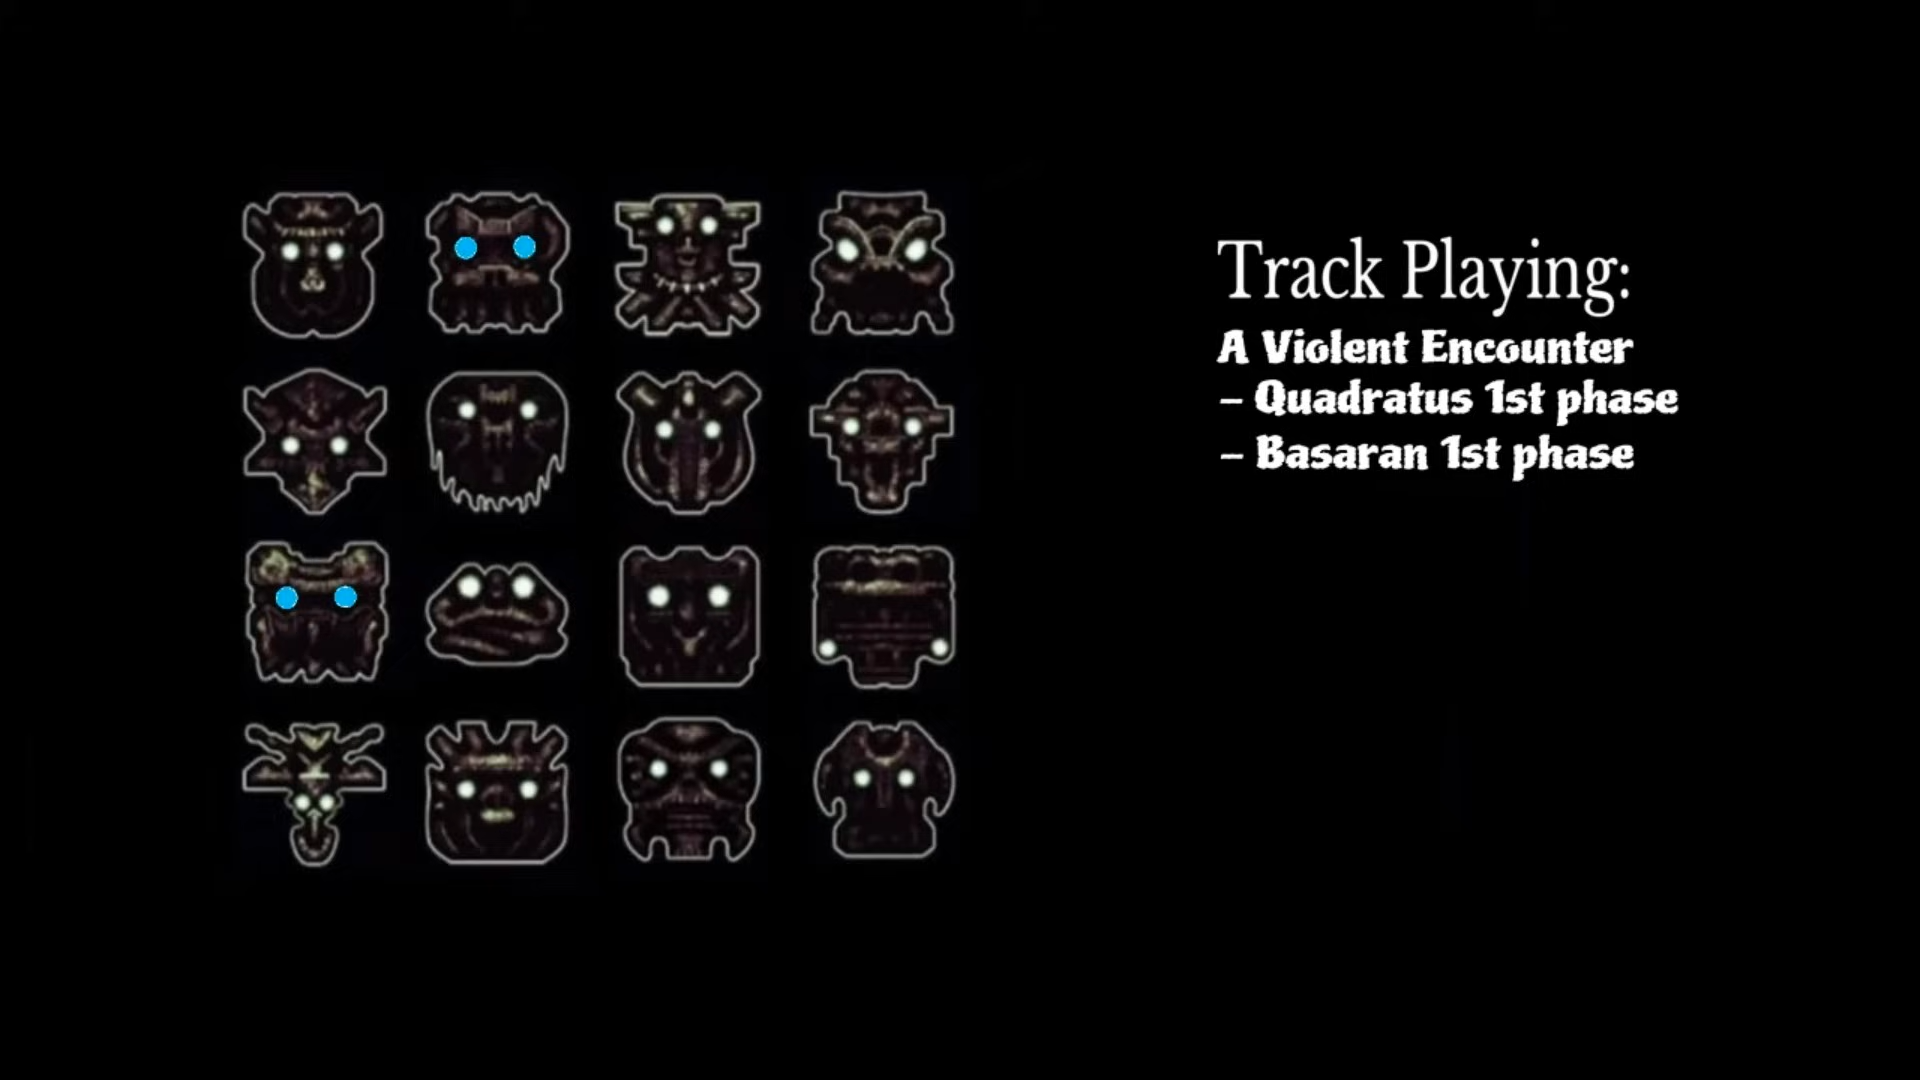 Track Playing:
A Violent Encounter
- Quadratus 1st phase
- Basaran 1st phase